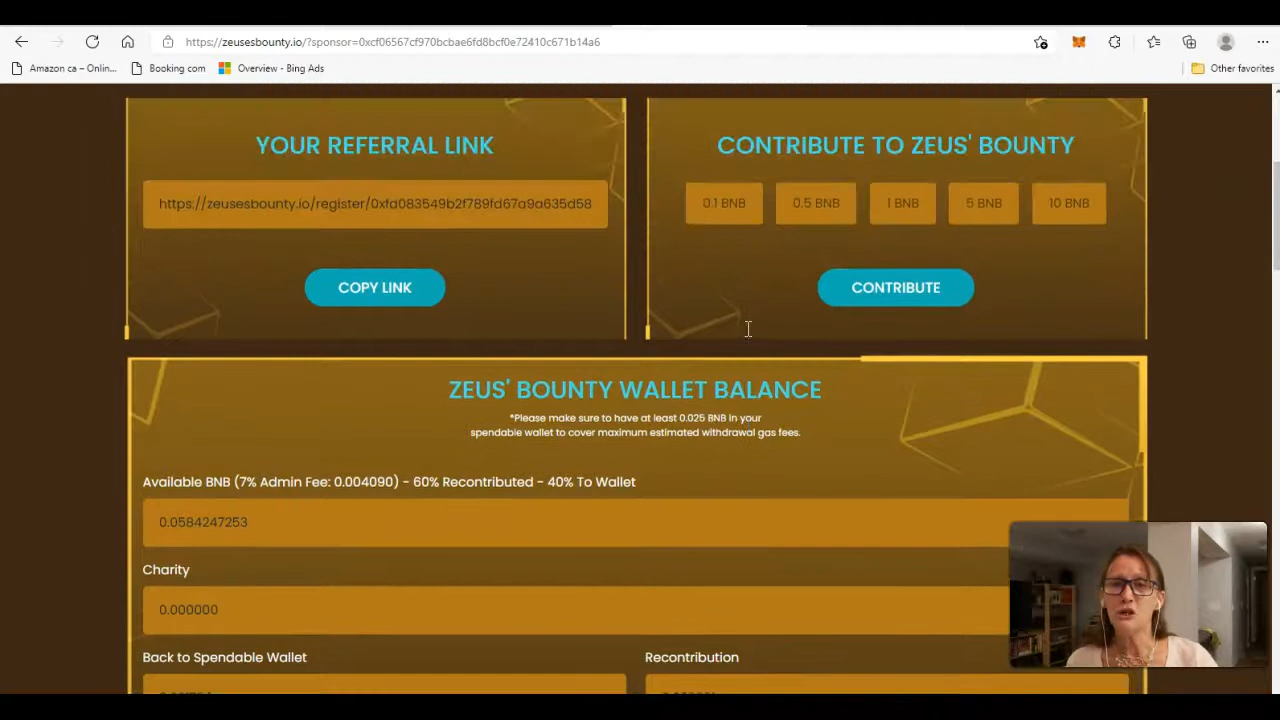 https://zeusesbounty.io/?sponsor=0xcf06567cf970bcbae6fd8bcf0e72410c671b14a6
Amazon ca – Onlin...
Booking com
Overview - Bing Ads
Other favorites
YOUR REFERRAL LINK
https://zeusesbounty.io/register/0xfa083549b2f789fd67a9a635d58
COPY LINK
CONTRIBUTE TO ZEUS' BOUNTY
0.1 BNB 0.5 BNB 1 BNB 5 BNB 10 BNB
CONTRIBUTE
ZEUS' BOUNTY WALLET BALANCE
*Please make sure to have at least 0.025 BNB in your
spendable wallet to cover maximum estimated withdrawal gas fees.
Available BNB (7% Admin Fee: 0.004090) - 60% Recontributed - 40% To Wallet
0.0584247253
Charity
0.000000
Back to Spendable Wallet
Recontribution